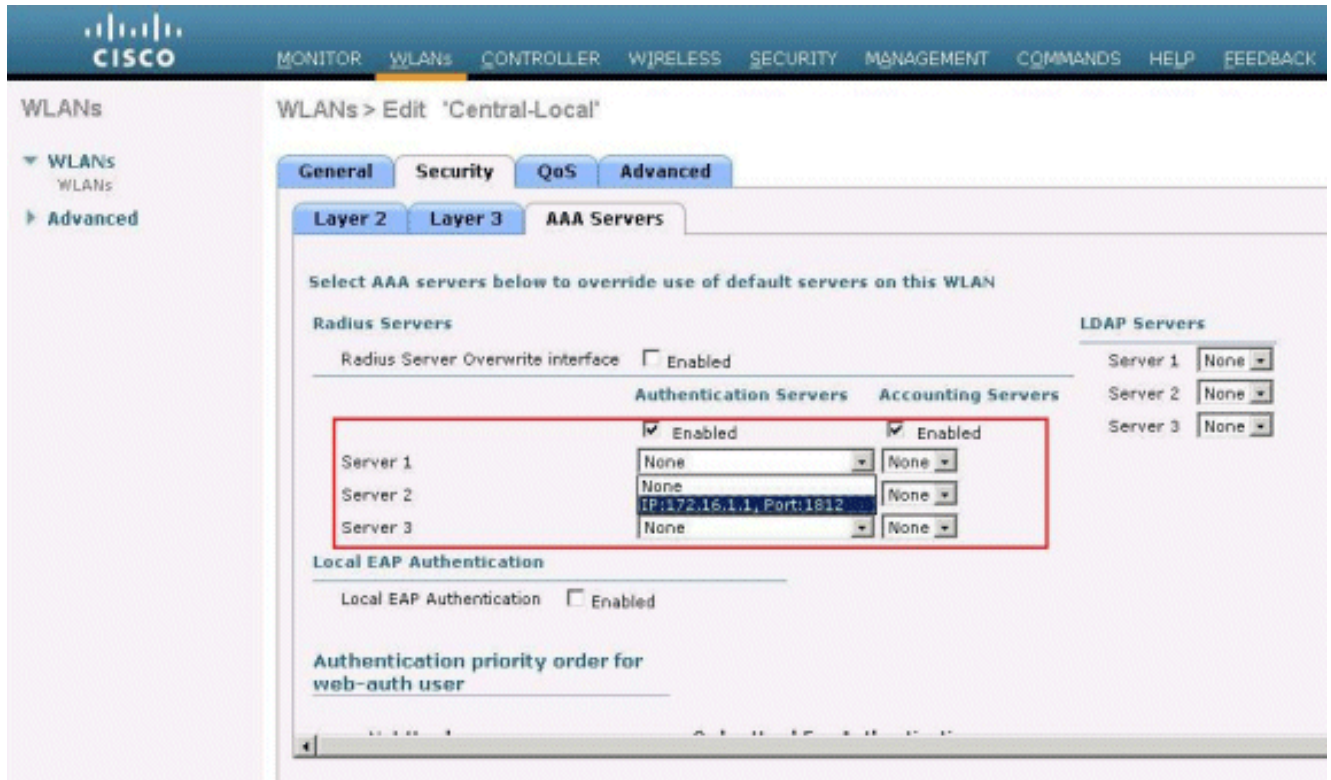 CISCO
MONITOR WLANs CONTROLLER WIRELESS SECURITY MANAGEMENT COMMANDS HELP FEEDBACK
WLANs
WLANs
WLANs
Advanced
WLANs > Edit 'Central-Local'
General Security QoS Advanced
Layer 2 Layer 3 AAA Servers
Select AAA servers below to override use of default servers on this WLAN
Radius Servers
Radius Server Overwrite interface Enabled
Authentication Servers Accounting Servers
Enabled Enabled
Server 1 None None
None
Server 2 IP:172.16.1.1, Port:1812 None
Server 3 None None
LDAP Servers
Server 1 None
Server 2 None
Server 3 None
Local EAP Authentication
Local EAP Authentication Enabled
Authentication priority order for
web-auth user